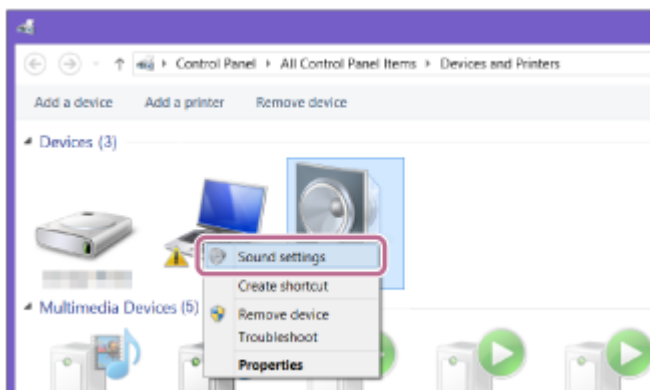 Control Panel All Control Panel Items Devices and Printers
Add a device Add a printer Remove device
Devices (3)
Sound settings
Create shortcut
Multimedia Devices (5)
Remove device
Troubleshoot
Properties